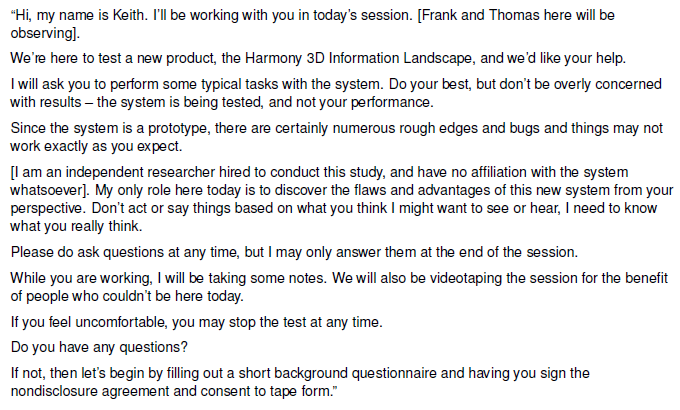 “Hi, my name is Keith. I’ll be working with you in today’s session. [Frank and Thomas here will be
observing].
We’re here to test a new product, the Harmony 3D Information Landscape, and we’d like your help.
I will ask you to perform some typical tasks with the system. Do your best, but don’t be overly concerned
with results – the system is being tested, and not your performance.
Since the system is a prototype, there are certainly numerous rough edges and bugs and things may not
work exactly as you expect.
[I am an independent researcher hired to conduct this study, and have no affiliation with the system
whatsoever]. My only role here today is to discover the flaws and advantages of this new system from your
perspective. Don’t act or say things based on what you think I might want to see or hear, I need to know
what you really think.
Please do ask questions at any time, but I may only answer them at the end of the session.
While you are working, I will be taking some notes. We will also be videotaping the session for the benefit
of people who couldn’t be here today.
If you feel uncomfortable, you may stop the test at any time.
Do you have any questions?
If not, then let’s begin by filling out a short background questionnaire and having you sign the
nondisclosure agreement and consent to tape form.”